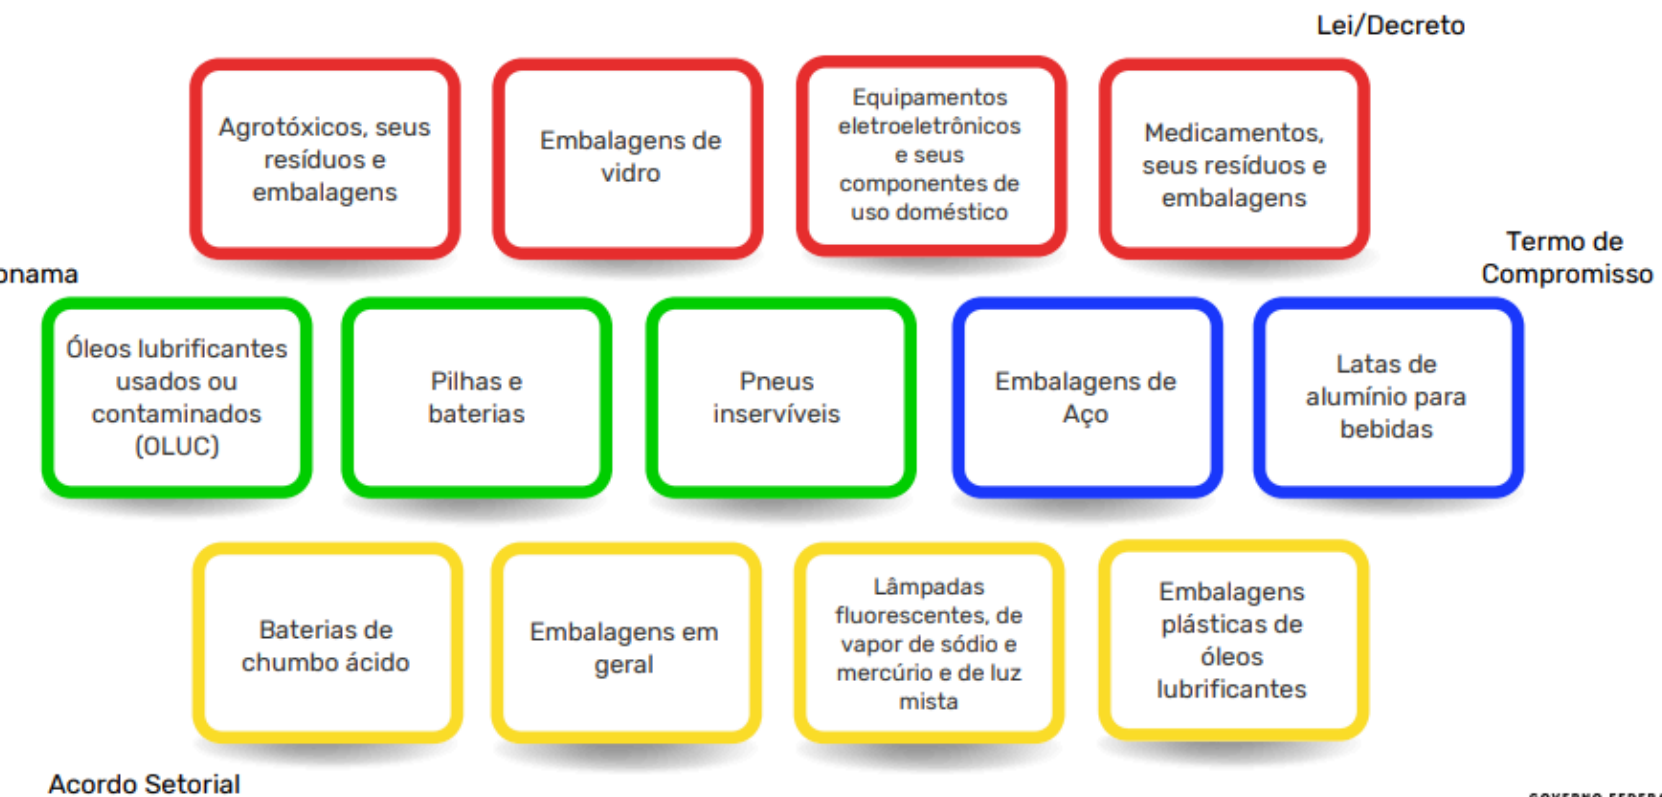 Lei/Decreto
Agrotóxicos, seus
resíduos e
embalagens
Embalagens de
vidro
Equipamentos
eletroeletrônicos
e seus
componentes de
uso doméstico
Medicamentos,
seus resíduos e
embalagens
onama
Termo de
Compromisso
Óleos lubrificantes
usados ou
contaminados
(OLUC)
Pilhas e
baterias
Pneus
inservíveis
Embalagens de
Aço
Latas de
alumínio para
bebidas
Baterias de
chumbo ácido
Embalagens em
geral
Lâmpadas
fluorescentes, de
vapor de sódio e
mercúrio e de luz
mista
Embalagens
plásticas de
óleos
lubrificantes
Acordo Setorial